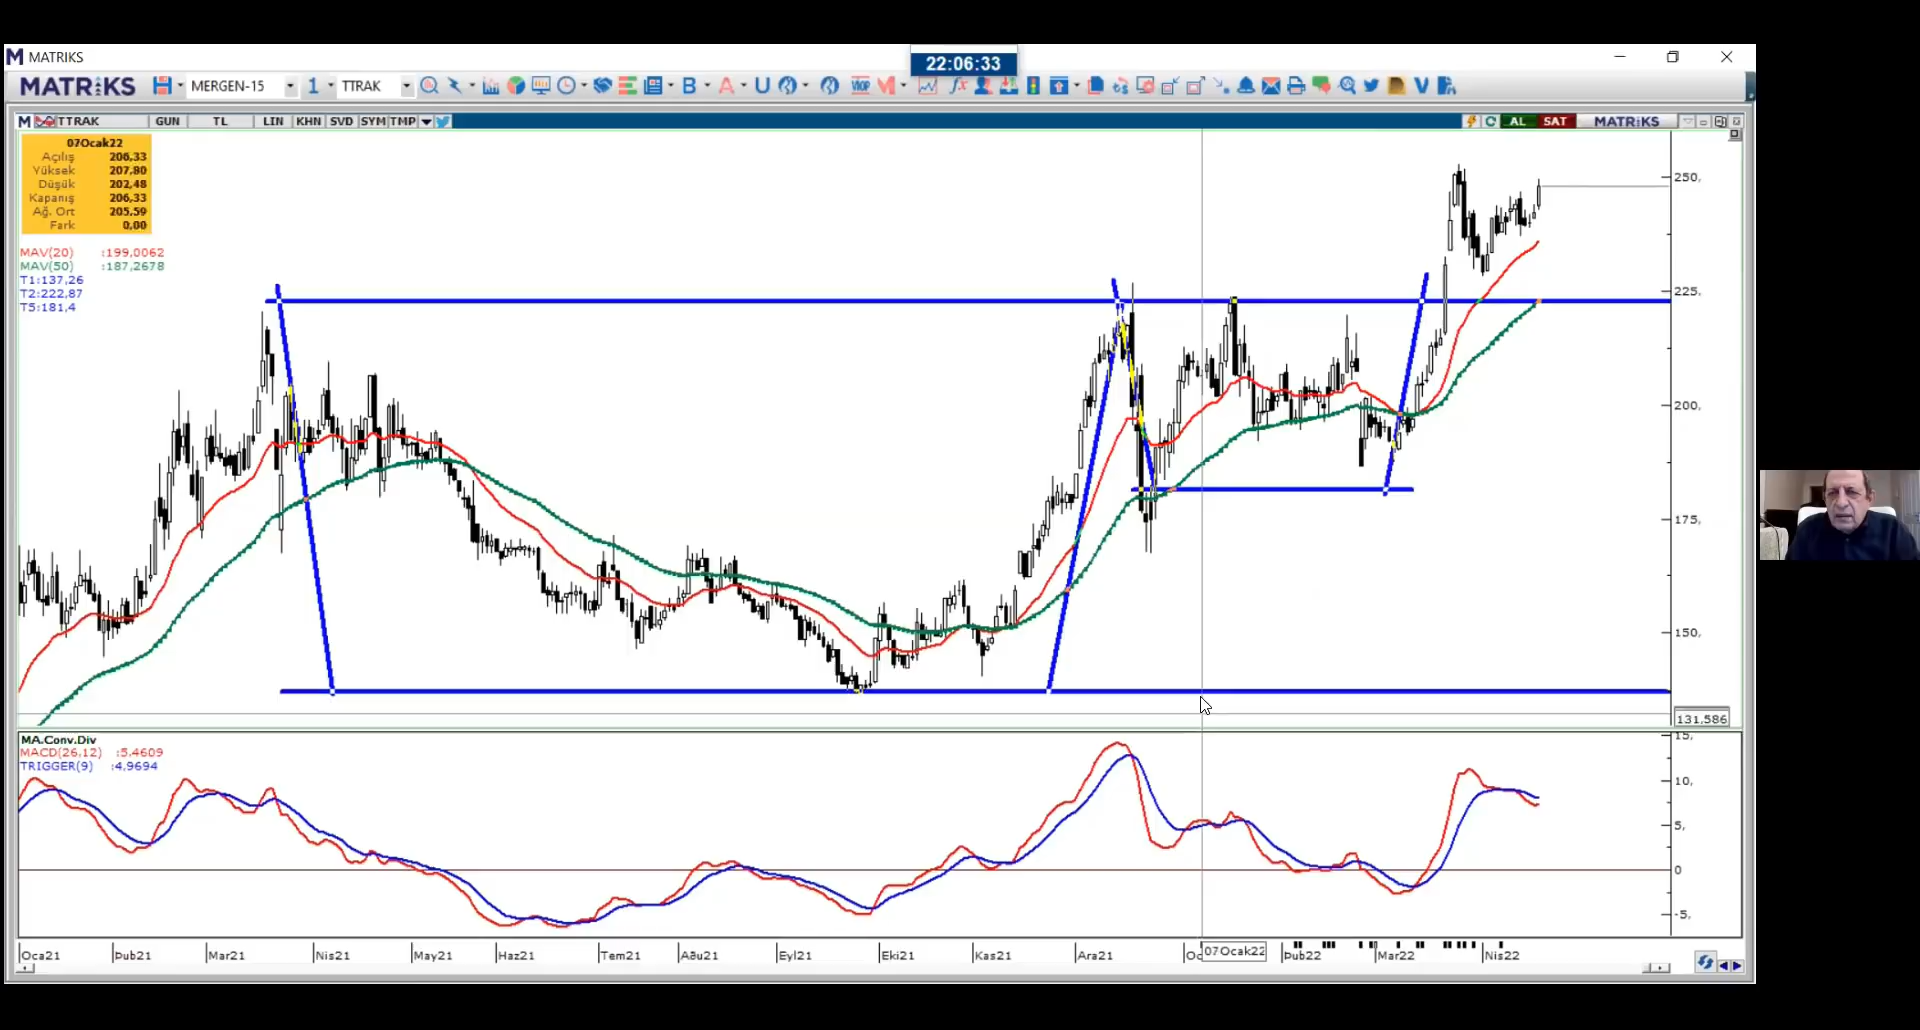 22:06:33
MATRIKS
MATRIKS MERGEN-15 1 TTRAK
TTRAK GUN TL LIN KHN SVD SYM TMP AL SAT MATRIKS
07Ocak22
Açılış 206,33
Yüksek 207,80
Düşük 202,48
Kapanış 206,33
Ağ. Ort 205,59
Fark 0,00
MAV(20) :199,0062
MAV(50) :187,2678
T1:137,26
T2:222,87
T5:181,4
250,
225,
200,
175,
150,
131,586
MA.Conv.Div
MACD(26,12) :5,4609
TRIGGER(9) :4,9694
15,
10,
5,
0
-5,
Oca21 Þub21 Mar21 Nis21 May21 Haz21 Tem21 Aðu21 Eyl21 Eki21 Kas21 Ara21 Oc 07Ocak22 Þub22 Mar22 Nis22